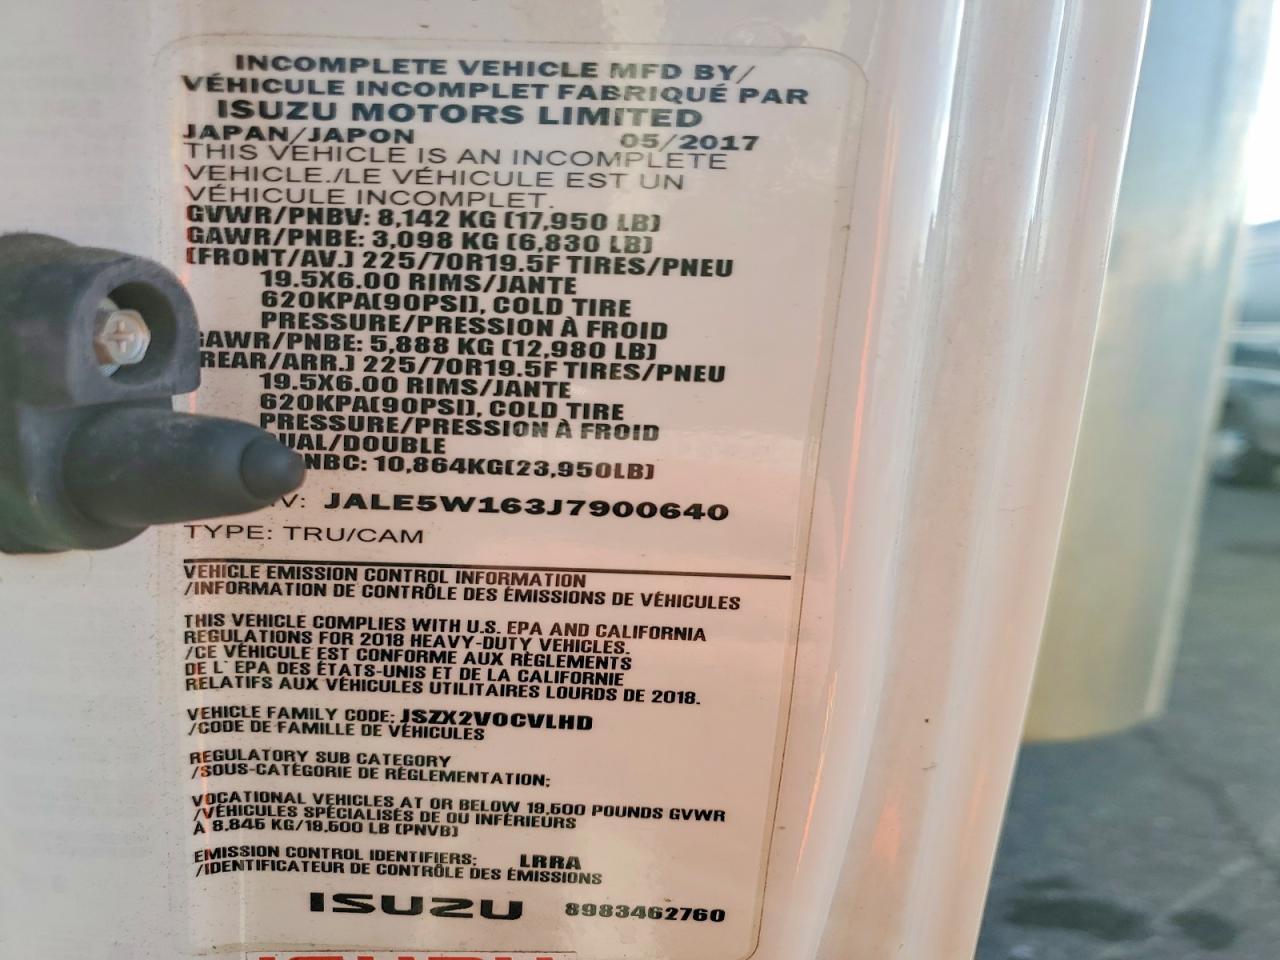 INCOMPLETE VEHICLE MFD BY/
VÉHICULE INCOMPLET FABRIQUÉ PAR
ISUZU MOTORS LIMITED
JAPAN/JAPON 05/2017
THIS VEHICLE IS AN INCOMPLETE
VEHICLE./LE VÉHICULE EST UN
VÉHICULE INCOMPLET.
GVWR/PNBV: 8,142 KG (17,950 LB)
GAWR/PNBE: 3,098 KG (6,830 LB)
(FRONT/AV.) 225/70R19.5F TIRES/PNEU
19.5X6.00 RIMS/JANTE
620KPA(90PSI), COLD TIRE
PRESSURE/PRESSION À FROID
GAWR/PNBE: 5,888 KG (12,980 LB)
REAR/ARR.) 225/70R19.5F TIRES/PNEU
19.5X6.00 RIMS/JANTE
620KPA(90PSI), COLD TIRE
PRESSURE/PRESSION À FROID
UAL/DOUBLE
NBC: 10,864KG(23,950LB)
V: JALE5W163J7900640
TYPE: TRU/CAM
VEHICLE EMISSION CONTROL INFORMATION
/INFORMATION DE CONTRÔLE DES ÉMISSIONS DE VÉHICULES
THIS VEHICLE COMPLIES WITH U.S. EPA AND CALIFORNIA
REGULATIONS FOR 2018 HEAVY-DUTY VEHICLES.
/CE VÉHICULE EST CONFORME AUX RÈGLEMENTS
DE L'EPA DES ÉTATS-UNIS ET DE LA CALIFORNIE
RELATIFS AUX VÉHICULES UTILITAIRES LOURDS DE 2018.
VEHICLE FAMILY CODE: JSZX2VOCVLHD
/CODE DE FAMILLE DE VÉHICULES
REGULATORY SUB CATEGORY
/SOUS-CATÉGORIE DE RÉGLEMENTATION:
VOCATIONAL VEHICLES AT OR BELOW 19,500 POUNDS GVWR
/VÉHICULES SPÉCIALISÉS DE OU INFÉRIEURS
À 8,845 KG/19,500 LB (PNVB)
EMISSION CONTROL IDENTIFIERS: LRRA
/IDENTIFICATEUR DE CONTRÔLE DES ÉMISSIONS
ISUZU 8983462760